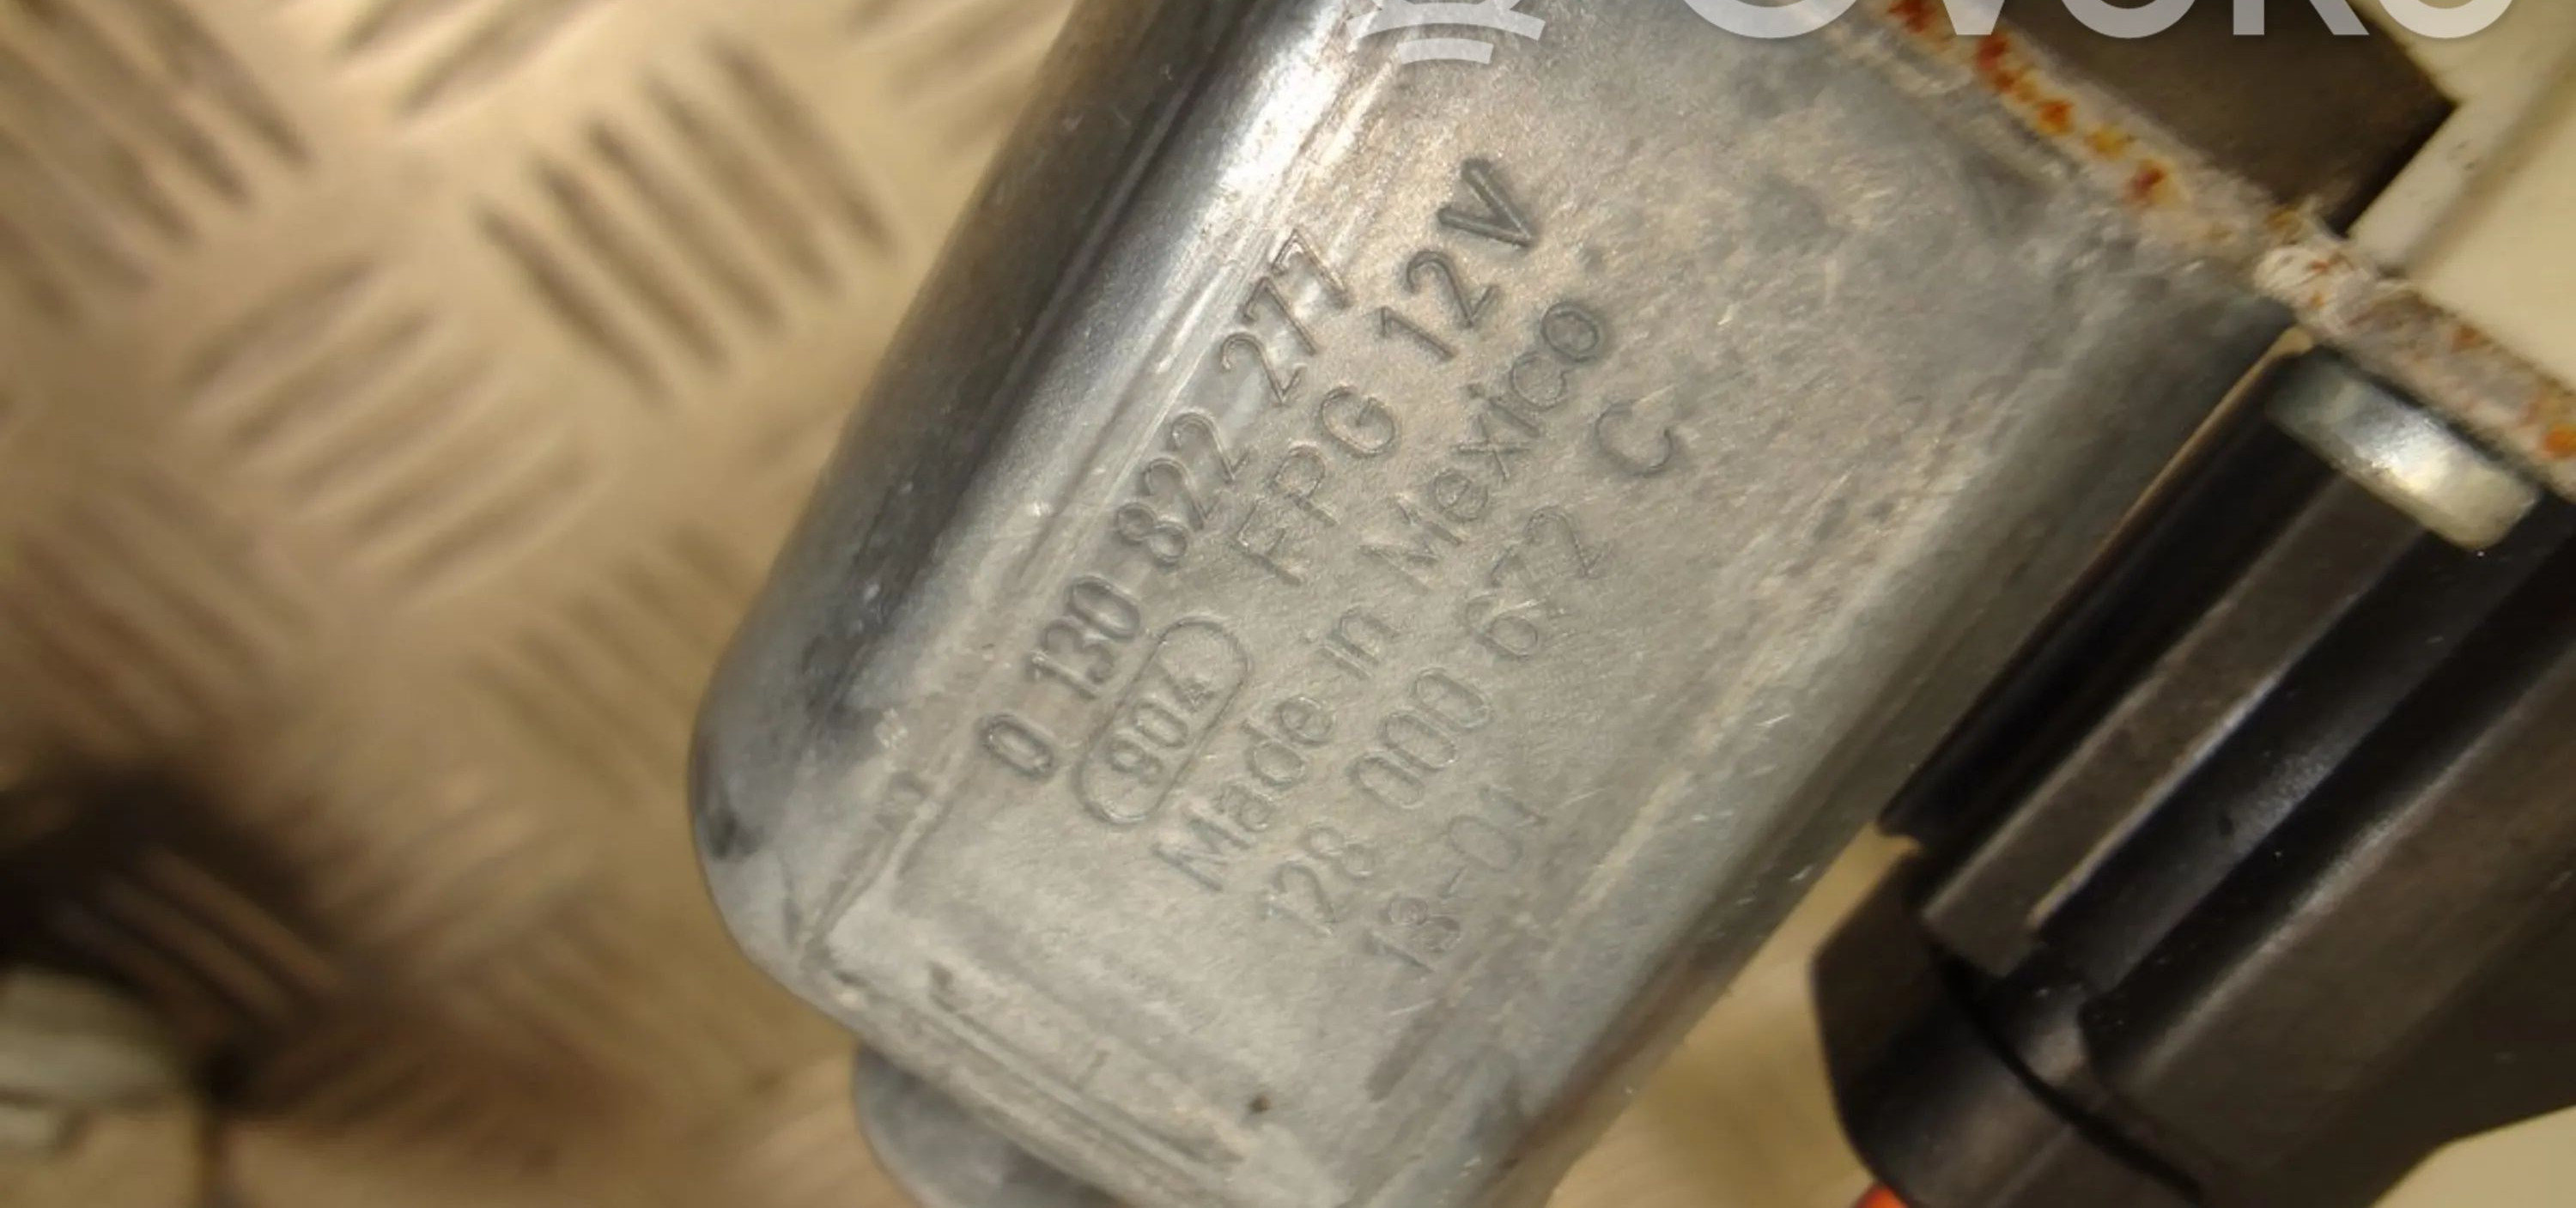 0 130 822 277
904 FPG 12V
Made in Mexico
128 000 672 C
13-01